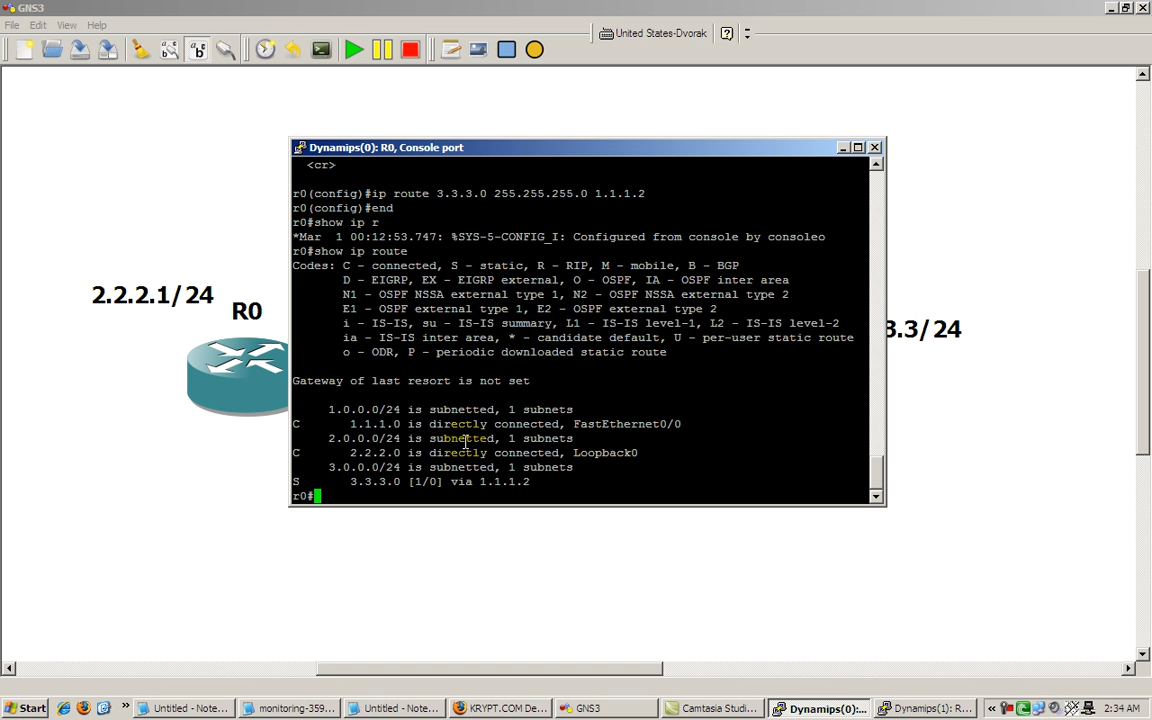 GNS3
File Edit View Help
United States-Dvorak
Dynamips(0): R0, Console port
<cr>
r0(config)#ip route 3.3.3.0 255.255.255.0 1.1.1.2
r0(config)#end
r0#show ip r
*Mar  1 00:12:53.747: %SYS-5-CONFIG_I: Configured from console by consoleo
r0#show ip route
Codes: C - connected, S - static, R - RIP, M - mobile, B - BGP
D - EIGRP, EX - EIGRP external, O - OSPF, IA - OSPF inter area
N1 - OSPF NSSA external type 1, N2 - OSPF NSSA external type 2
E1 - OSPF external type 1, E2 - OSPF external type 2
i - IS-IS, su - IS-IS summary, L1 - IS-IS level-1, L2 - IS-IS level-2
ia - IS-IS inter area, * - candidate default, U - per-user static route
o - ODR, P - periodic downloaded static route
Gateway of last resort is not set
1.0.0.0/24 is subnetted, 1 subnets
C 1.1.1.0 is directly connected, FastEthernet0/0
2.0.0.0/24 is subnetted, 1 subnets
C 2.2.2.0 is directly connected, Loopback0
3.0.0.0/24 is subnetted, 1 subnets
S 3.3.3.0 [1/0] via 1.1.1.2
r0#
2.2.2.1/24
R0
3.3/24
Start
Untitled - Note...
monitoring-359...
Untitled - Note...
KRYPT.COM De...
GNS3
Camtasia Studi...
Dynamips(0):...
Dynamips(1): R...
2:34 AM